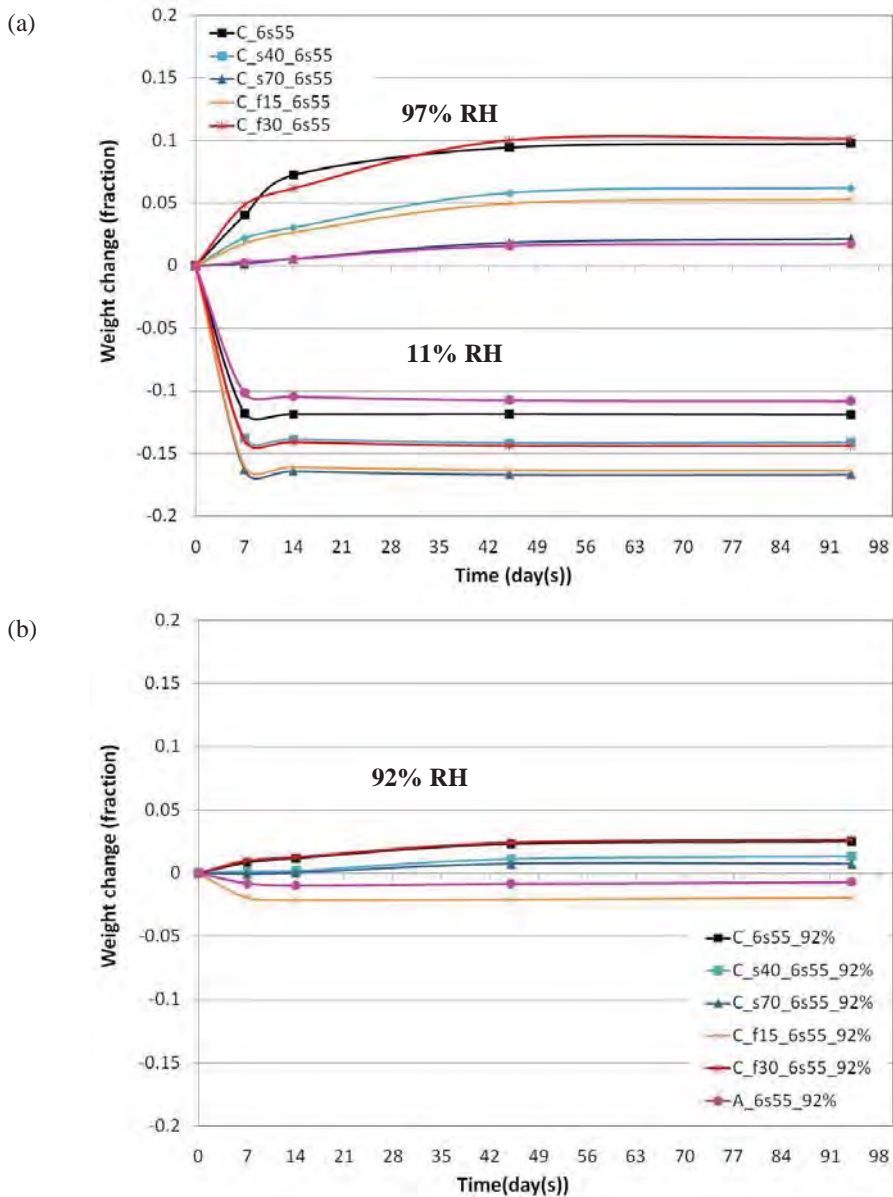 (a)
0.2
0.15
0.1
0.05
0
-0.05
-0.1
-0.15
-0.2
Weight change (fraction)
C_6s55
C_s40_6s55
C_s70_6s55
C_f15_6s55
C_f30_6s55
97% RH
11% RH
0 7 14 21 28 35 42 49 56 63 70 77 84 91 98
Time (day(s))
(b)
0.2
0.15
0.1
0.05
0
-0.05
-0.1
-0.15
-0.2
Weight change (fraction)
92% RH
C_6s55_92%
C_s40_6s55_92%
C_s70_6s55_92%
C_f15_6s55_92%
C_f30_6s55_92%
A_6s55_92%
0 7 14 21 28 35 42 49 56 63 70 77 84 91 98
Time(day(s))